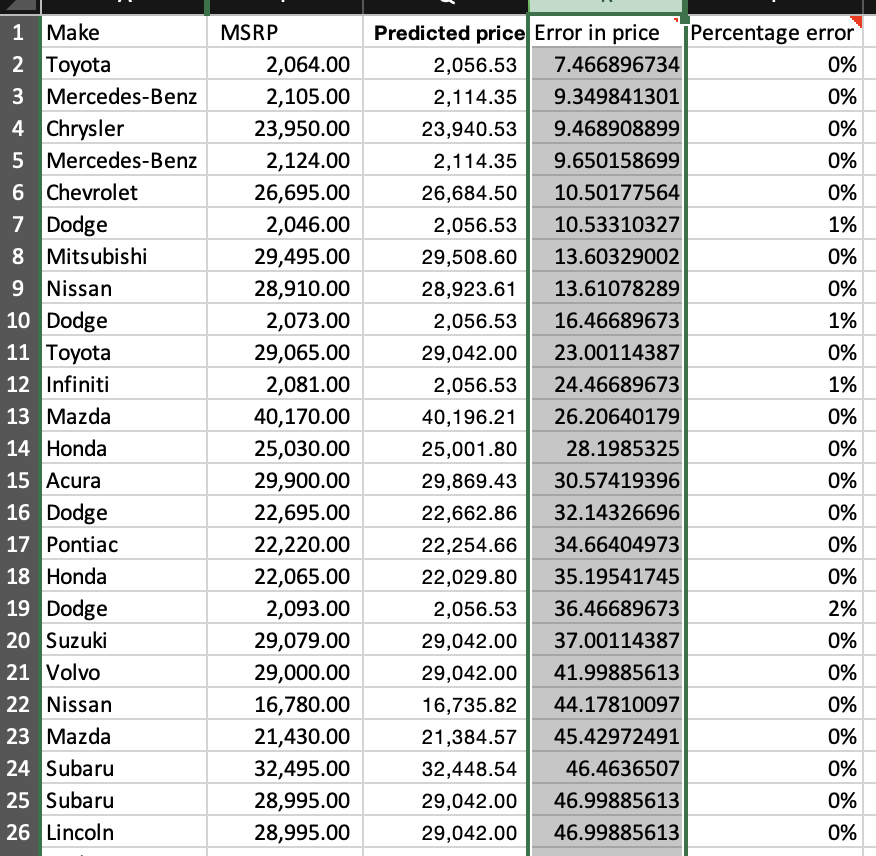 1 Make MSRP Predicted price Error in price Percentage error
2 Toyota 2,064.00 2,056.53 7.466896734 0%
3 Mercedes-Benz 2,105.00 2,114.35 9.349841301 0%
4 Chrysler 23,950.00 23,940.53 9.468908899 0%
5 Mercedes-Benz 2,124.00 2,114.35 9.650158699 0%
6 Chevrolet 26,695.00 26,684.50 10.50177564 0%
7 Dodge 2,046.00 2,056.53 10.53310327 1%
8 Mitsubishi 29,495.00 29,508.60 13.60329002 0%
9 Nissan 28,910.00 28,923.61 13.61078289 0%
10 Dodge 2,073.00 2,056.53 16.46689673 1%
11 Toyota 29,065.00 29,042.00 23.00114387 0%
12 Infiniti 2,081.00 2,056.53 24.46689673 1%
13 Mazda 40,170.00 40,196.21 26.20640179 0%
14 Honda 25,030.00 25,001.80 28.1985325 0%
15 Acura 29,900.00 29,869.43 30.57419396 0%
16 Dodge 22,695.00 22,662.86 32.14326696 0%
17 Pontiac 22,220.00 22,254.66 34.66404973 0%
18 Honda 22,065.00 22,029.80 35.19541745 0%
19 Dodge 2,093.00 2,056.53 36.46689673 2%
20 Suzuki 29,079.00 29,042.00 37.00114387 0%
21 Volvo 29,000.00 29,042.00 41.99885613 0%
22 Nissan 16,780.00 16,735.82 44.17810097 0%
23 Mazda 21,430.00 21,384.57 45.42972491 0%
24 Subaru 32,495.00 32,448.54 46.4636507 0%
25 Subaru 28,995.00 29,042.00 46.99885613 0%
26 Lincoln 28,995.00 29,042.00 46.99885613 0%